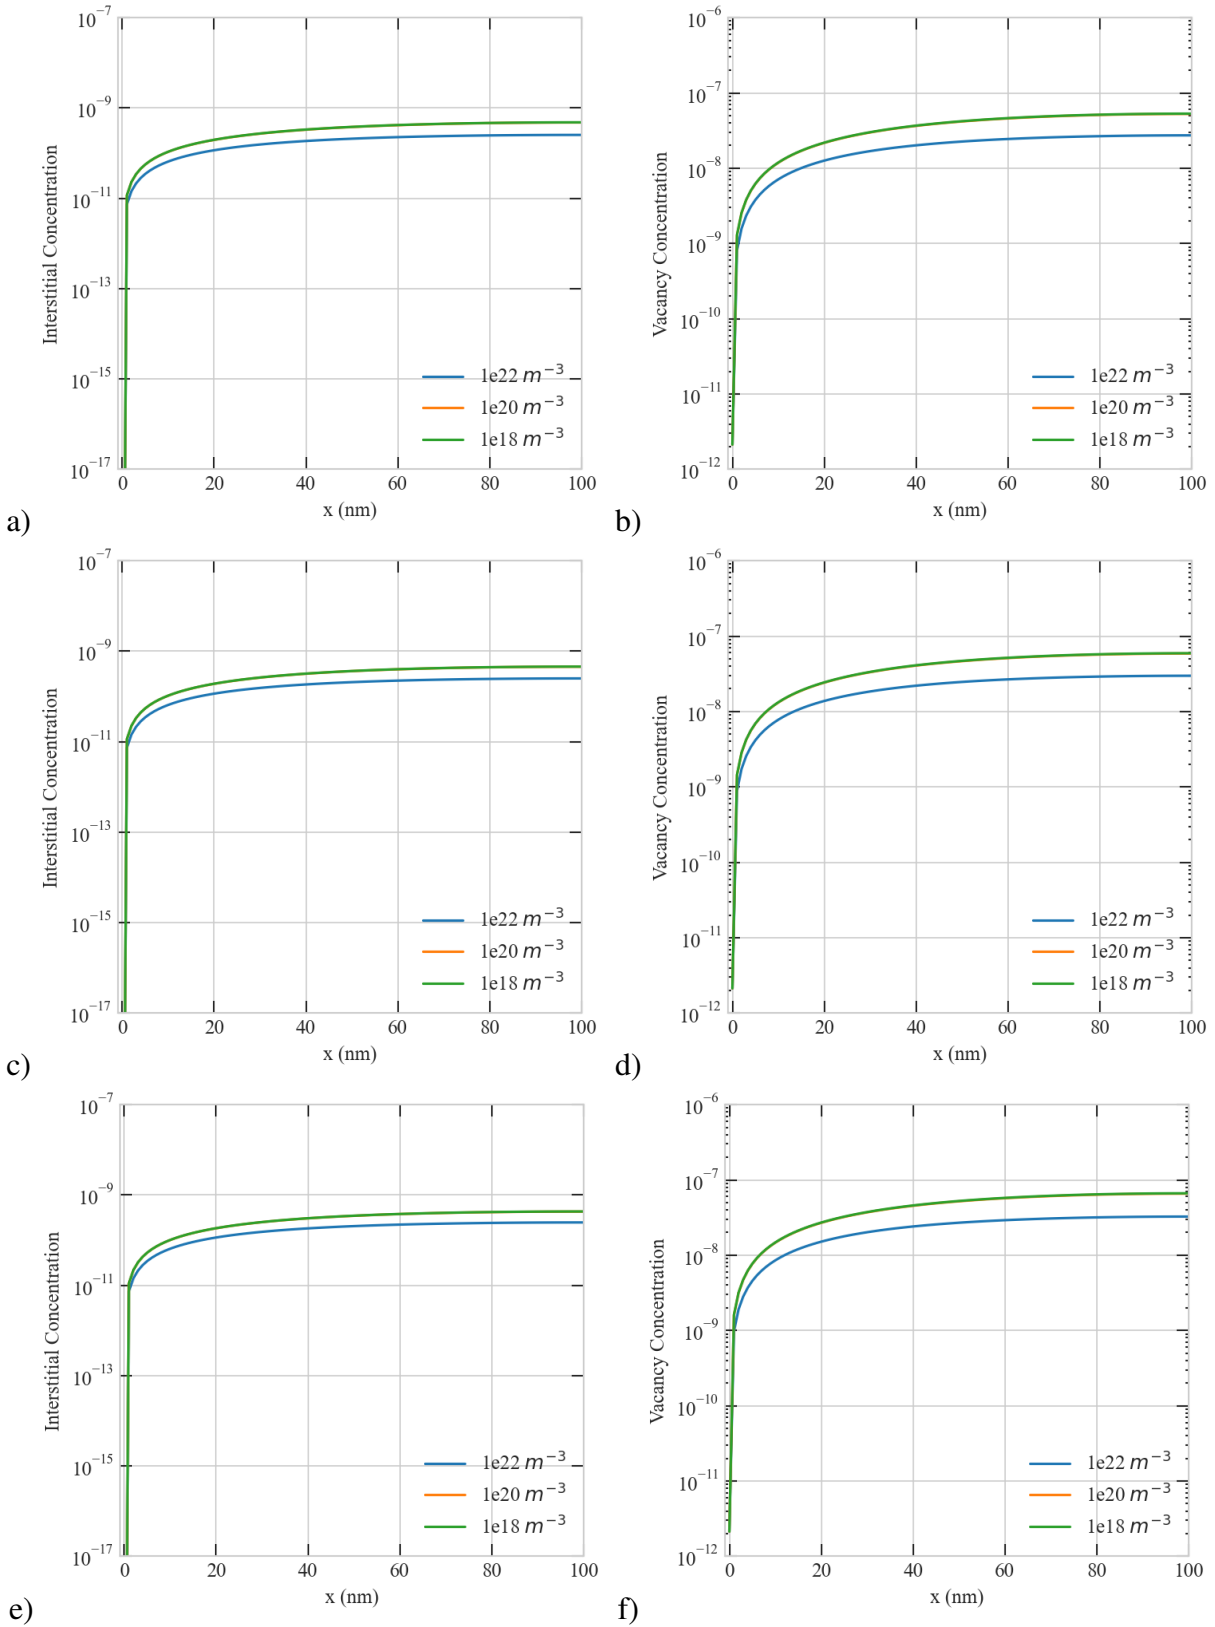 10⁻⁷
10⁻⁹
10⁻¹¹
10⁻¹³
10⁻¹⁵
10⁻¹⁷
Interstitial Concentration
1e22 m⁻³
1e20 m⁻³
1e18 m⁻³
0 20 40 60 80 100
x (nm)
a)
10⁻⁶
10⁻⁷
10⁻⁸
10⁻⁹
10⁻¹⁰
10⁻¹¹
10⁻¹²
Vacancy Concentration
1e22 m⁻³
1e20 m⁻³
1e18 m⁻³
0 20 40 60 80 100
x (nm)
b)
10⁻⁷
10⁻⁹
10⁻¹¹
10⁻¹³
10⁻¹⁵
10⁻¹⁷
Interstitial Concentration
1e22 m⁻³
1e20 m⁻³
1e18 m⁻³
0 20 40 60 80 100
x (nm)
c)
10⁻⁶
10⁻⁷
10⁻⁸
10⁻⁹
10⁻¹⁰
10⁻¹¹
10⁻¹²
Vacancy Concentration
1e22 m⁻³
1e20 m⁻³
1e18 m⁻³
0 20 40 60 80 100
x (nm)
d)
10⁻⁷
10⁻⁹
10⁻¹¹
10⁻¹³
10⁻¹⁵
10⁻¹⁷
Interstitial Concentration
1e22 m⁻³
1e20 m⁻³
1e18 m⁻³
0 20 40 60 80 100
x (nm)
e)
10⁻⁶
10⁻⁷
10⁻⁸
10⁻⁹
10⁻¹⁰
10⁻¹¹
10⁻¹²
Vacancy Concentration
1e22 m⁻³
1e20 m⁻³
1e18 m⁻³
0 20 40 60 80 100
x (nm)
f)